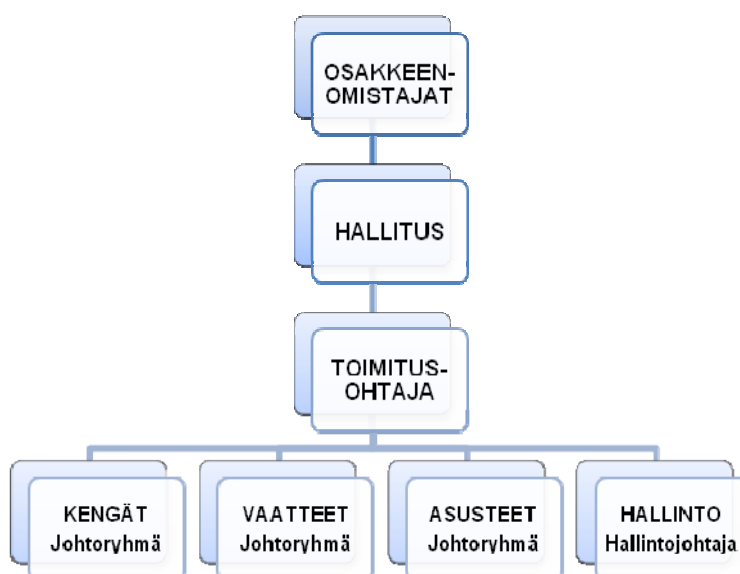 OSAKKEEN-
OMISTAJAT
HALLITUS
TOIMITUS-
OHTAJA
KENGÄT
Johtoryhmä
VAATTEET
Johtoryhmä
ASUSTEET
Johtoryhmä
HALLINTO
Hallintojohtaja